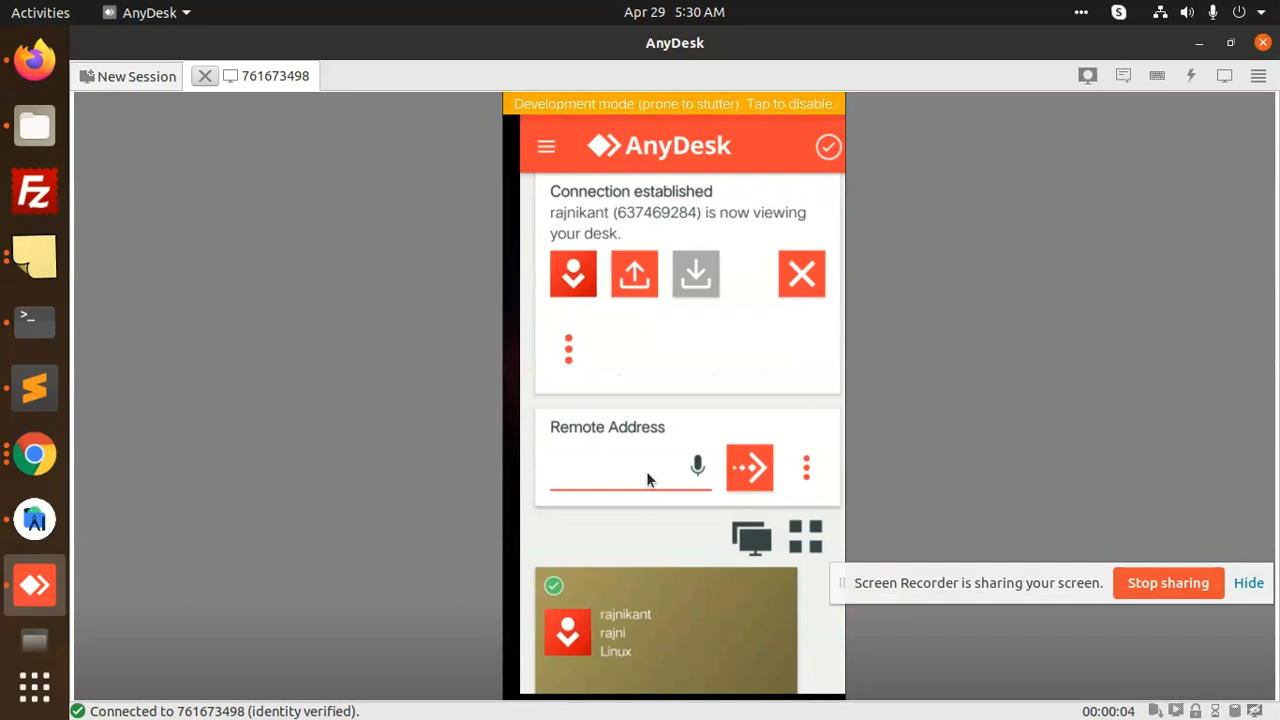 Activities
AnyDesk
Apr 29 5:30 AM
AnyDesk
New Session
761673498
Development mode (prone to stutter). Tap to disable.
AnyDesk
Connection established
rajnikant (637469284) is now viewing
your desk.
Remote Address
rajnikant
rajni
Linux
Screen Recorder is sharing your screen.
Stop sharing
Hide
Connected to 761673498 (identity verified).
00:00:04